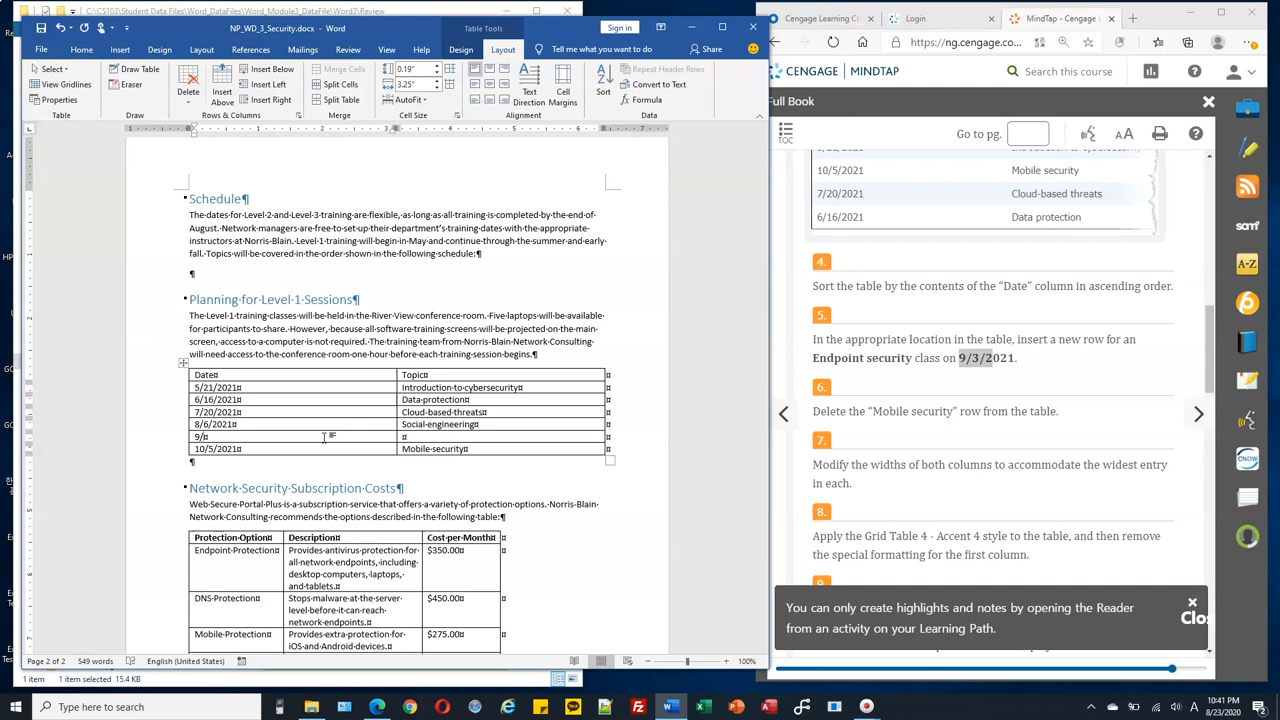 C:\CS103\Student Data Files\Word_DataFiles\Word_Module3_DataFile\Word3\Review
NP_WD_3_Security.docx - Word
Table Tools
Sign in
File Home Insert Design Layout References Mailings Review View Help Design Layout Tell me what you want to do Share
Select
View Gridlines
Properties
Table
Draw Table
Eraser
Draw
Delete
Insert Above
Insert Below
Insert Left
Insert Right
Rows & Columns
Merge Cells
Split Cells
Split Table
Merge
0.19"
3.25"
AutoFit
Cell Size
Text Direction
Cell Margins
Alignment
Sort
Repeat Header Rows
Convert to Text
Formula
Data
Schedule¶
The dates for Level-2 and Level-3 training are flexible, as long as all training is completed by the end of
August. Network managers are free to set up their department's training dates with the appropriate
instructors at Norris-Blain. Level-1 training will begin in May and continue through the summer and early
fall. Topics will be covered in the order shown in the following schedule:¶
¶
Planning for Level 1 Sessions¶
The Level-1 training classes will be held in the River View conference room. Five laptops will be available
for participants to share. However, because all software training screens will be projected on the main
screen, access to a computer is not required. The training team from Norris-Blain Network Consulting
will need access to the conference room one hour before each training session begins.¶
Date¤ Topic¤ ¤
5/21/2021¤ Introduction to cybersecurity¤ ¤
6/16/2021¤ Data protection¤ ¤
7/20/2021¤ Cloud-based threats¤ ¤
8/6/2021¤ Social engineering¤ ¤
9/¤ ¤ ¤
10/5/2021¤ Mobile security¤ ¤
¶
Network Security Subscription Costs¶
Web Secure Portal Plus is a subscription service that offers a variety of protection options. Norris-Blain
Network Consulting recommends the options described in the following table:¶
Protection Option¤ Description¤ Cost per Month¤ ¤
Endpoint Protection¤ Provides antivirus protection for $350.00¤ ¤
all network endpoints, including
desktop computers, laptops,
and tablets.¤
DNS Protection¤ Stops malware at the server $450.00¤ ¤
level before it can reach
network endpoints.¤
Mobile Protection¤ Provides extra protection for $275.00¤ ¤
iOS and Android devices.¤
Page 2 of 2 549 words English (United States) 100%
1 item 1 item selected 15.4 KB
Cengage Learning C
Login
MindTap - Cengage L
https://ng.cengage.com
CENGAGE MINDTAP
Search this course
Full Book
TOC
Go to pg.
AA
10/5/2021 Mobile security
7/20/2021 Cloud-based threats
6/16/2021 Data protection
4.
Sort the table by the contents of the “Date” column in ascending order.
5.
In the appropriate location in the table, insert a new row for an
Endpoint security class on 9/3/2021.
6.
Delete the “Mobile security” row from the table.
7.
Modify the widths of both columns to accommodate the widest entry
in each.
8.
Apply the Grid Table 4 - Accent 4 style to the table, and then remove
the special formatting for the first column.
You can only create highlights and notes by opening the Reader
from an activity on your Learning Path.
Clo
sam
A-Z
CNOW
Type here to search
10:41 PM
8/23/2020